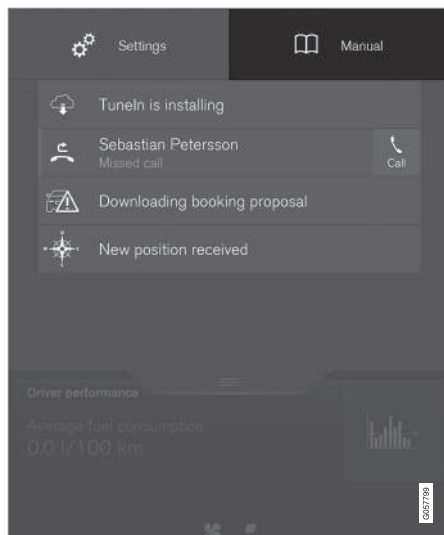 Settings
Manual
TuneIn is installing
Sebastian Petersson
Missed call
Call
Downloading booking proposal
New position received
Driver performance
Average fuel consumption
0.0 l/100 km
G057799